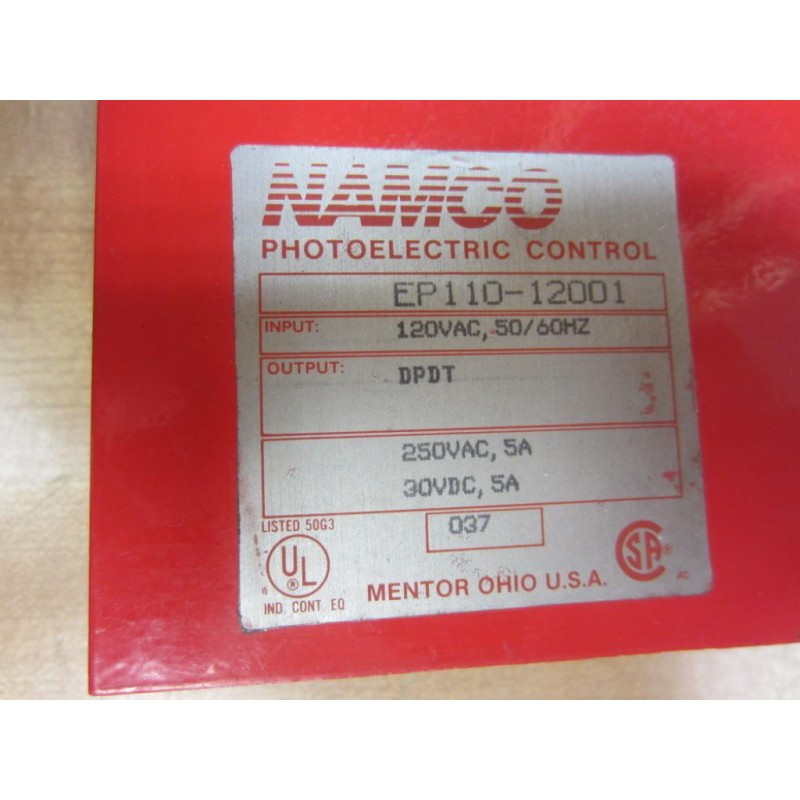 NAMCO
PHOTOELECTRIC CONTROL
EP110-12001
INPUT: 120VAC, 50/60HZ
OUTPUT: DPDT
250VAC, 5A
30VDC, 5A
LISTED 50G3
037
UL®
SA®
IND. CONT. EQ
MENTOR OHIO U.S.A.